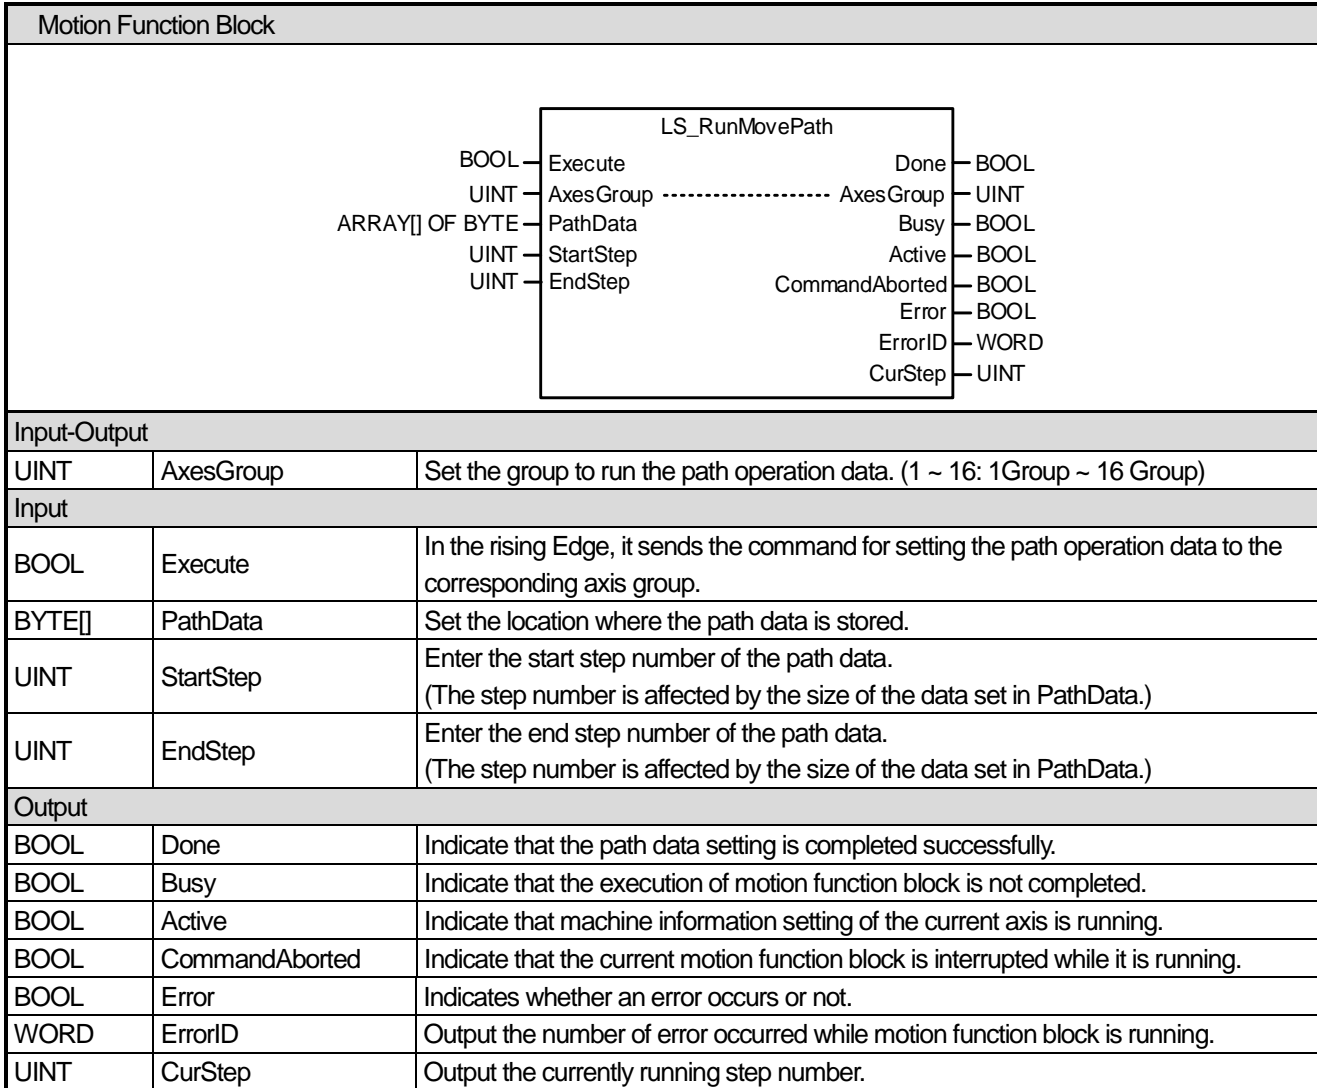 Motion Function Block
LS_RunMovePath
BOOL Execute Done BOOL
UINT AxesGroup AxesGroup UINT
ARRAY[] OF BYTE PathData Busy BOOL
UINT StartStep Active BOOL
UINT EndStep CommandAborted BOOL
Error BOOL
ErrorID WORD
CurStep UINT
Input-Output
UINT AxesGroup Set the group to run the path operation data. (1 ~ 16: 1Group ~ 16 Group)
Input
BOOL Execute In the rising Edge, it sends the command for setting the path operation data to the
corresponding axis group.
BYTE[] PathData Set the location where the path data is stored.
UINT StartStep Enter the start step number of the path data.
(The step number is affected by the size of the data set in PathData.)
UINT EndStep Enter the end step number of the path data.
(The step number is affected by the size of the data set in PathData.)
Output
BOOL Done Indicate that the path data setting is completed successfully.
BOOL Busy Indicate that the execution of motion function block is not completed.
BOOL Active Indicate that machine information setting of the current axis is running.
BOOL CommandAborted Indicate that the current motion function block is interrupted while it is running.
BOOL Error Indicates whether an error occurs or not.
WORD ErrorID Output the number of error occurred while motion function block is running.
UINT CurStep Output the currently running step number.